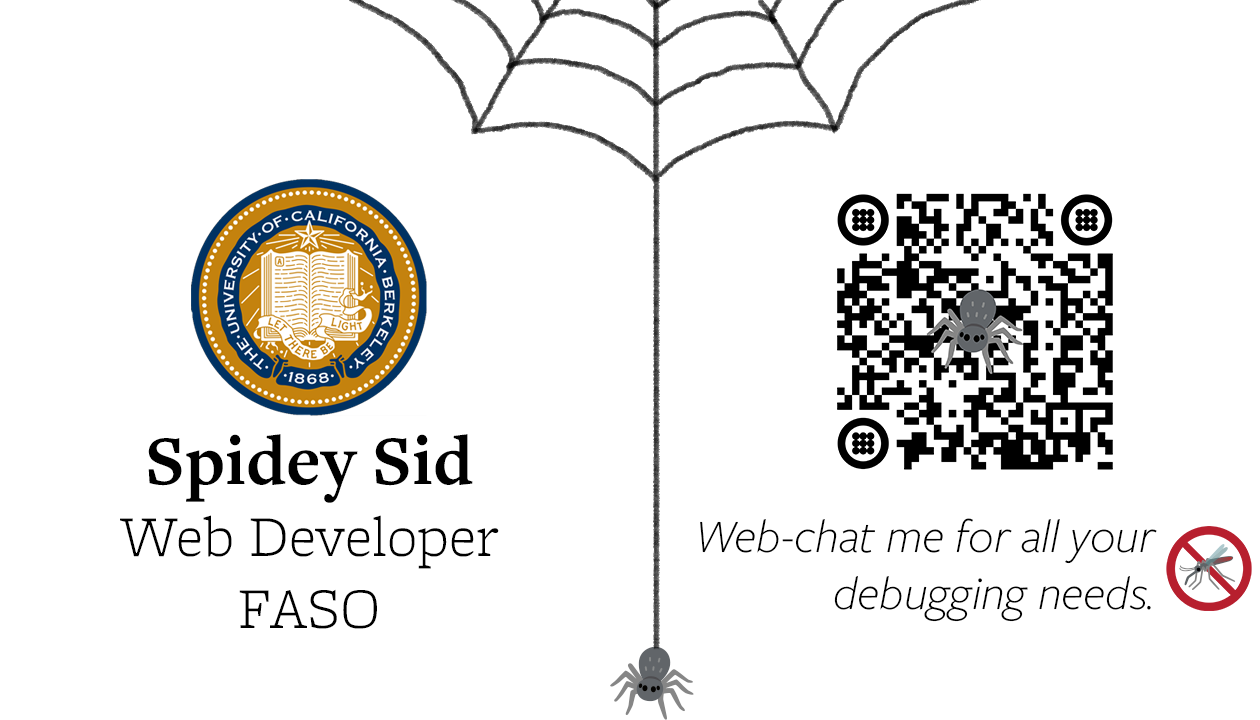 THE · UNIVERSITY · OF · CALIFORNIA · BERKELEY
A
LET THERE BE LIGHT
· 1868 ·
Spidey Sid
Web Developer
FASO
Web-chat me for all your
debugging needs.